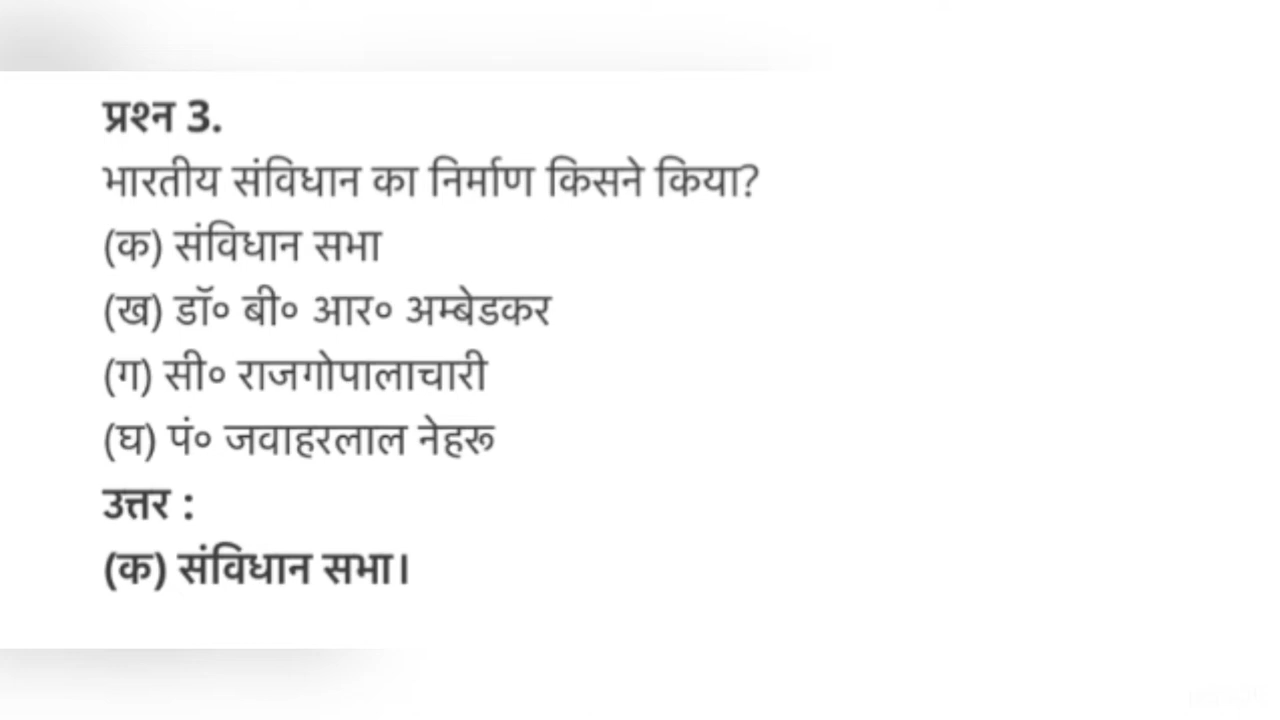 प्रश्न 3.
भारतीय संविधान का निर्माण किसने किया?
(क) संविधान सभा
(ख) डॉ० बी० आर० अम्बेडकर
(ग) सी० राजगोपालाचारी
(घ) पं० जवाहरलाल नेहरू
उत्तर :
(क) संविधान सभा।